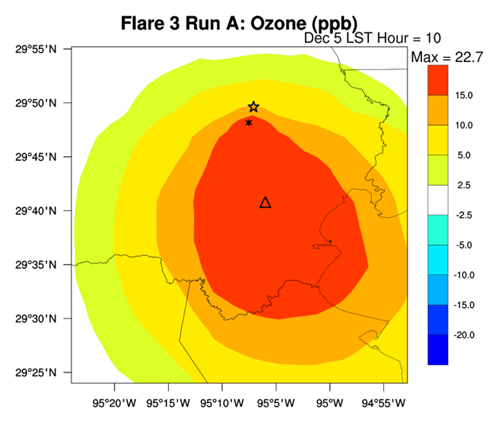 Flare 3 Run A: Ozone (ppb)
Dec 5 LST Hour = 10
Max = 22.7
29°55'N
29°50'N
29°45'N
29°40'N
29°35'N
29°30'N
29°25'N
95°20'W 95°15'W 95°10'W 95°5'W 95°W 94°55'W
15.0
10.0
5.0
2.5
-2.5
-5.0
-10.0
-15.0
-20.0